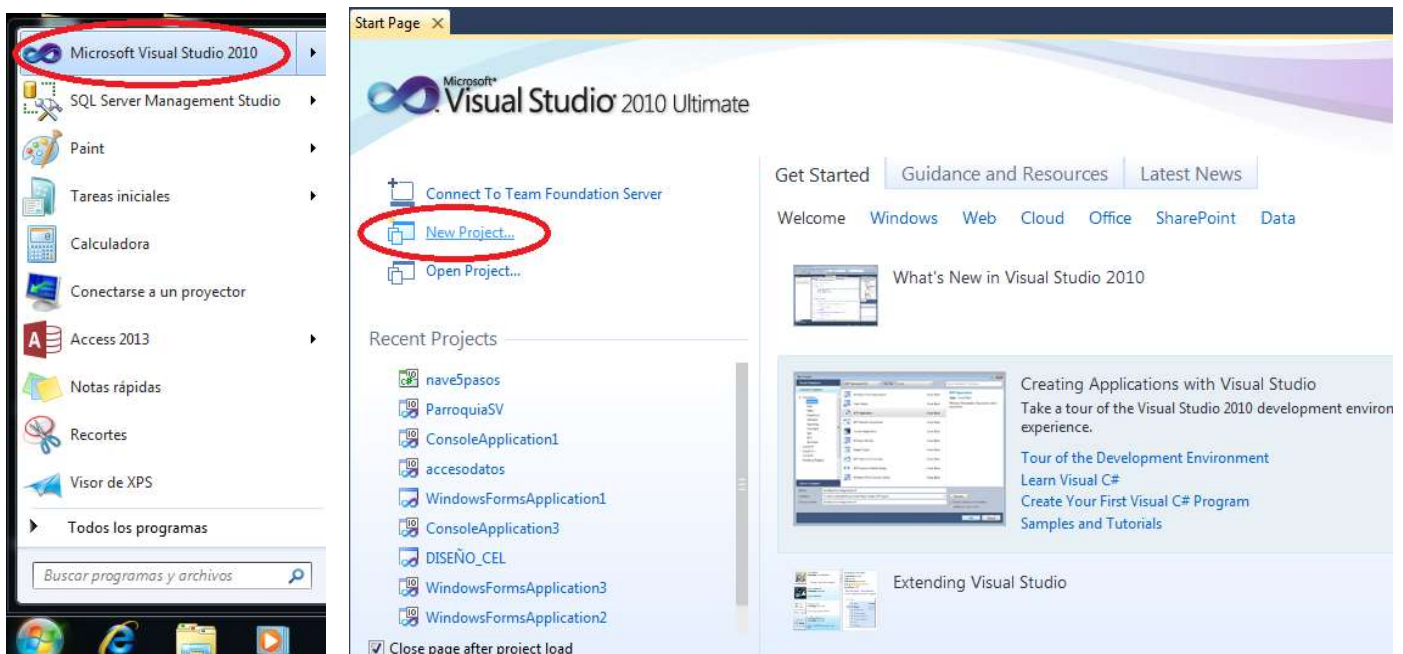 Microsoft Visual Studio 2010
SQL Server Management Studio
Paint
Tareas iniciales
Calculadora
Conectarse a un proyector
Access 2013
Notas rápidas
Recortes
Visor de XPS
Todos los programas
Buscar programas y archivos
Start Page
Microsoft
Visual Studio 2010 Ultimate
Connect To Team Foundation Server
New Project...
Open Project...
Recent Projects
nave5pasos
ParroquiaSV
ConsoleApplication1
accesodatos
WindowsFormsApplication1
ConsoleApplication3
DISEÑO_CEL
WindowsFormsApplication3
WindowsFormsApplication2
Close page after project load
Get Started Guidance and Resources Latest News
Welcome Windows Web Cloud Office SharePoint Data
What's New in Visual Studio 2010
Creating Applications with Visual Studio
Take a tour of the Visual Studio 2010 development environ
experience.
Tour of the Development Environment
Learn Visual C#
Create Your First Visual C# Program
Samples and Tutorials
Extending Visual Studio